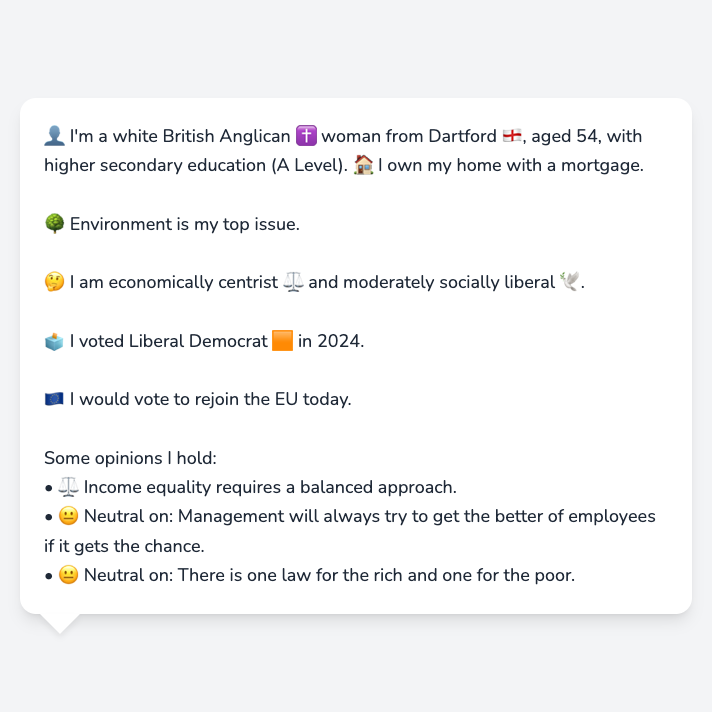 👤 I'm a white British Anglican ✝️ woman from Dartford 🏴󠁧󠁢󠁥󠁮󠁧󠁿, aged 54, with
higher secondary education (A Level). 🏠 I own my home with a mortgage.
🌳 Environment is my top issue.
🤔 I am economically centrist ⚖️ and moderately socially liberal 🕊️.
🗳️ I voted Liberal Democrat 🟧 in 2024.
🇪🇺 I would vote to rejoin the EU today.
Some opinions I hold:
• ⚖️ Income equality requires a balanced approach.
• 😐 Neutral on: Management will always try to get the better of employees
if it gets the chance.
• 😐 Neutral on: There is one law for the rich and one for the poor.